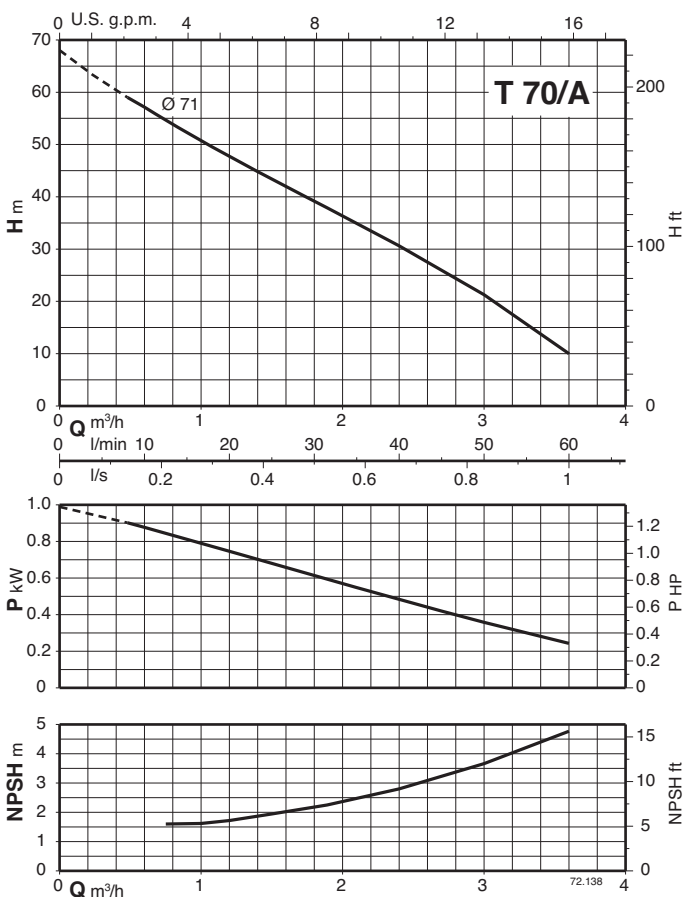 0 U.S. g.p.m. 4 8 12 16
70
60
50
40
30
20
10
0
H m
Ø 71
T 70/A
200
100
0
H ft
0 1 2 3 4
Q m³/h
0 l/min 10 20 30 40 50 60
0 l/s 0.2 0.4 0.6 0.8 1
1.0
0.8
0.6
0.4
0.2
0
P kW
1.2
1.0
0.8
0.6
0.4
0.2
0
P HP
5
4
3
2
1
0
NPSH m
15
10
5
0
NPSH ft
72.138
0 1 2 3 4
Q m³/h